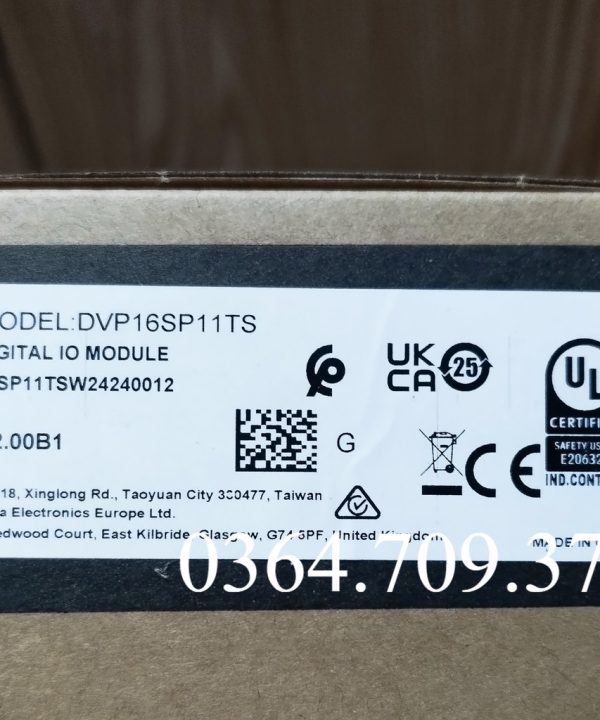 ODEL:DVP16SP11TS
GITAL IO MODULE
SP11TSW24240012
2.00B1
G
UK
CA
25
UL
CERTIFI
SAFETY US
E20632
IND.CONT
CE
18, Xinglong Rd., Taoyuan City 330477, Taiwan
a Electronics Europe Ltd.
edwood Court, East Kilbride, Glasgow, G74 5PF, United Kingdom
MADE IN
0364.709.37